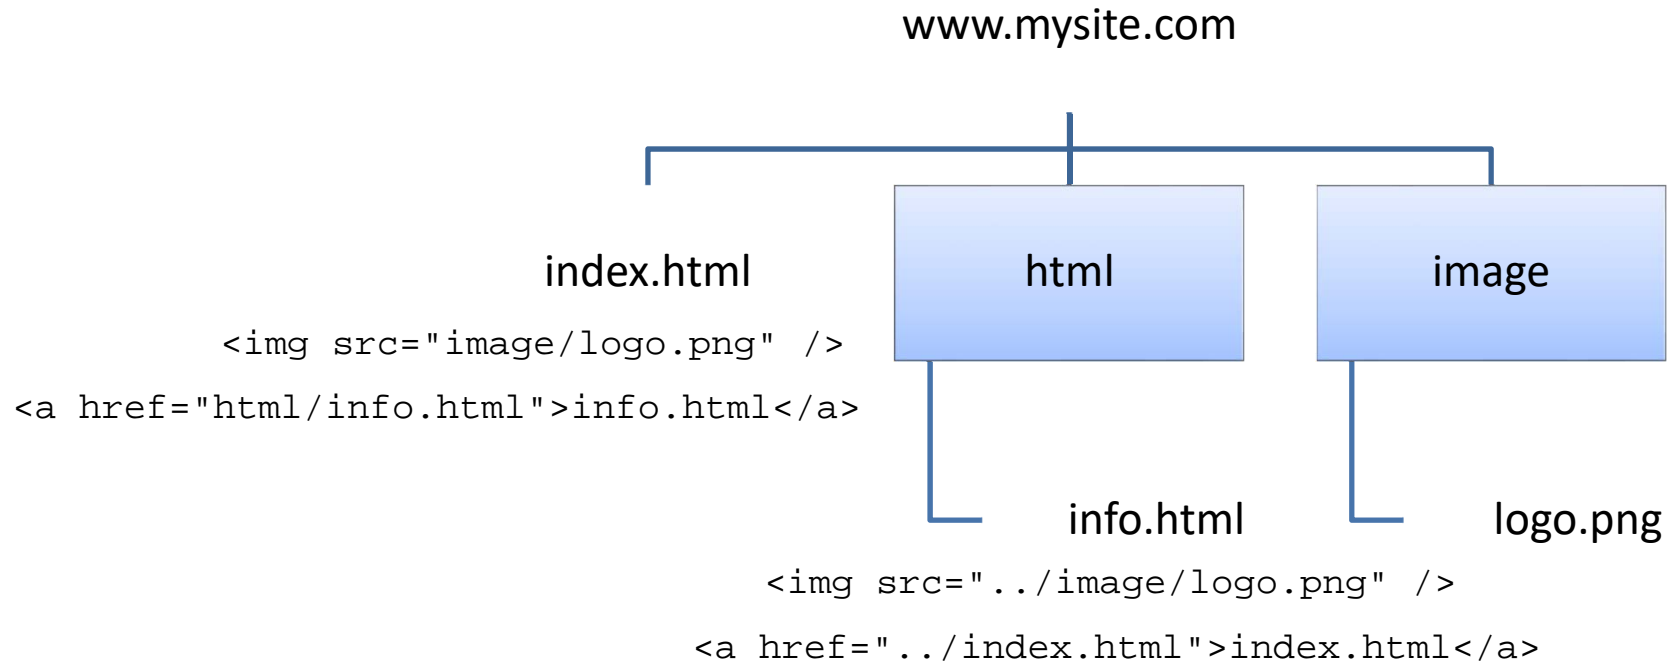 www.mysite.com
index.html
html
image
<img src="image/logo.png" />
<a href="html/info.html">info.html</a>
info.html
logo.png
<img src="../image/logo.png" />
<a href="../index.html">index.html</a>